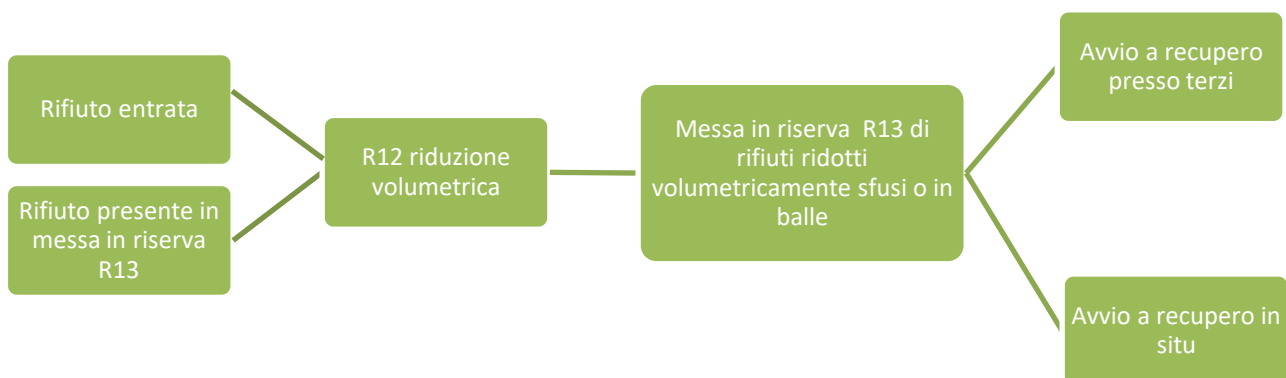 Rifiuto entrata
Rifiuto presente in
messa in riserva
R13
R12 riduzione
volumetrica
Messa in riserva  R13 di
rifiuti ridotti
volumetricamente sfusi o in
balle
Avvio a recupero
presso terzi
Avvio a recupero in
situ